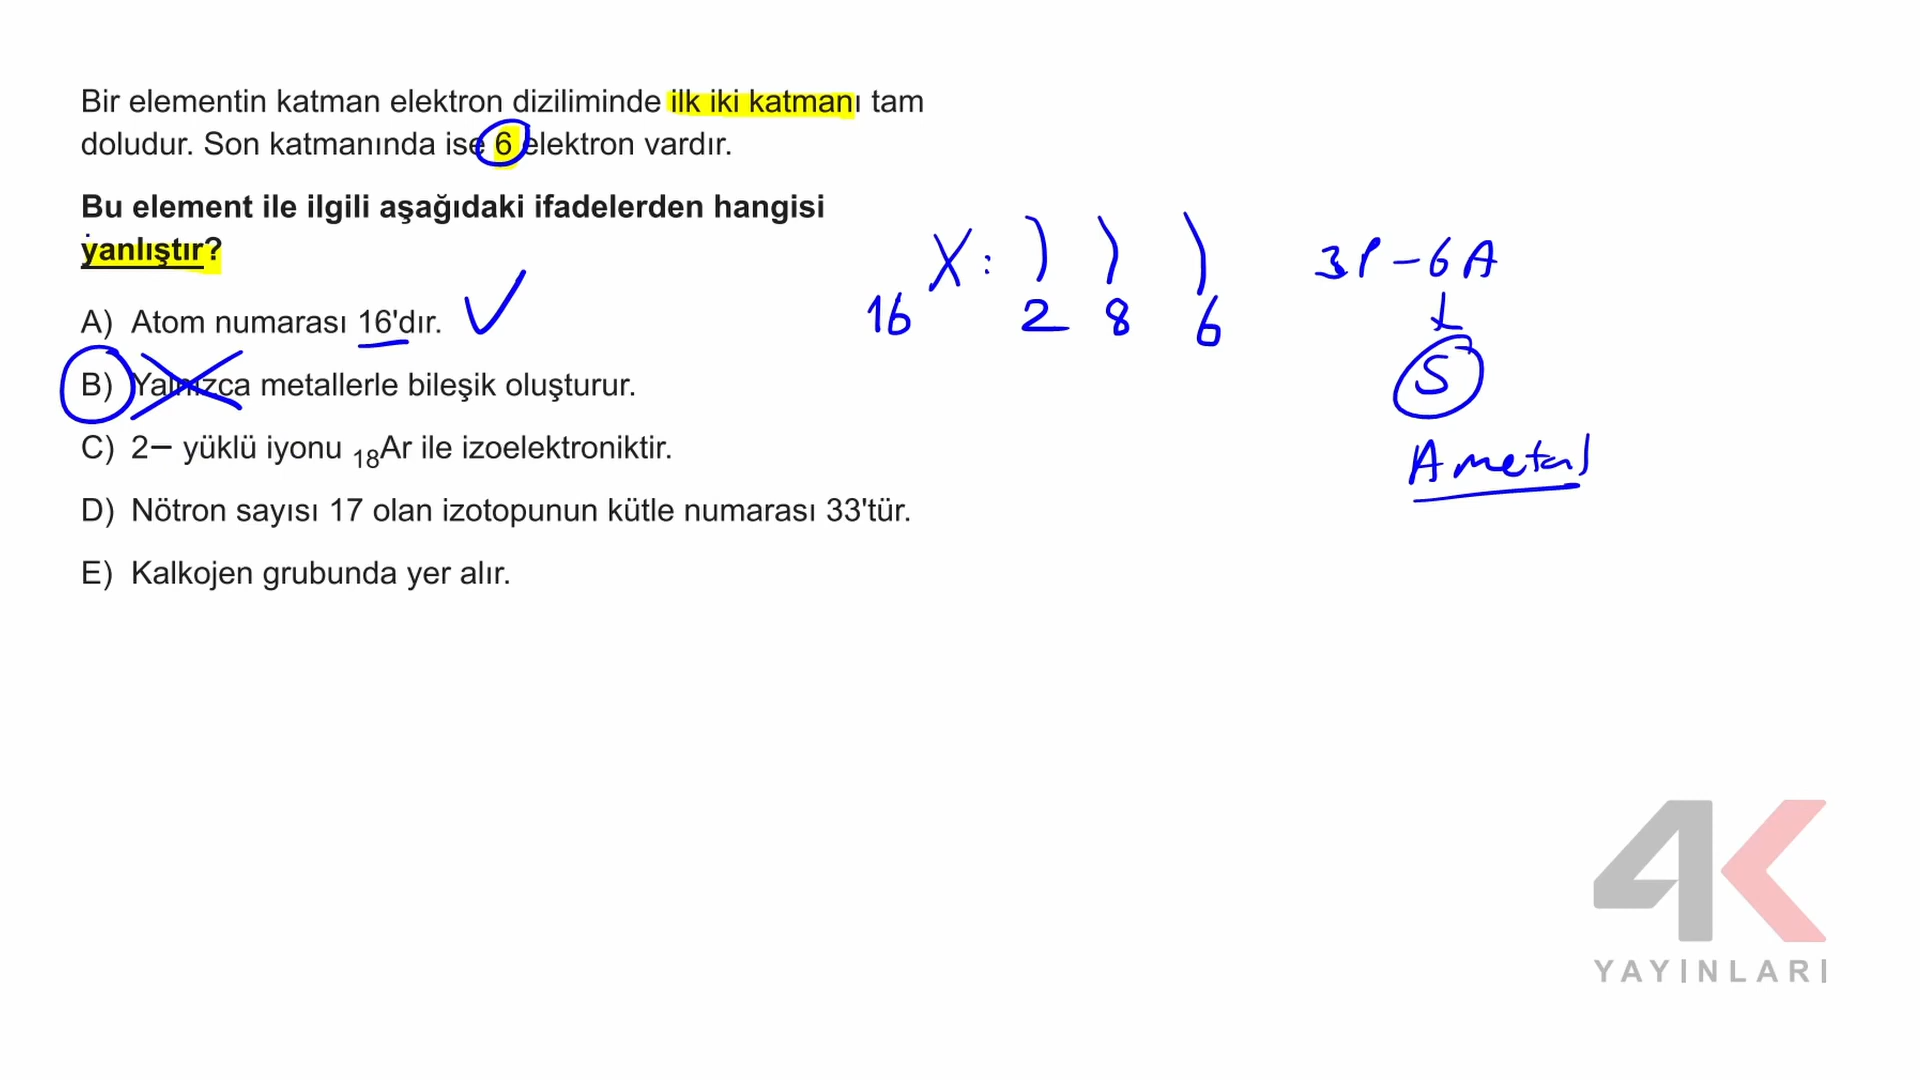 Bir elementin katman elektron diziliminde ilk iki katmanı tam
doludur. Son katmanında ise 6 elektron vardır.
Bu element ile ilgili aşağıdaki ifadelerden hangisi
yanlıştır?
A) Atom numarası 16'dır.
B) Yalnızca metallerle bileşik oluşturur.
C) 2– yüklü iyonu 18Ar ile izoelektroniktir.
D) Nötron sayısı 17 olan izotopunun kütle numarası 33'tür.
E) Kalkojen grubunda yer alır.
X: ) ) )
16 2 8 6
3P – 6A
S
Ametal
4K
YAYINLARI